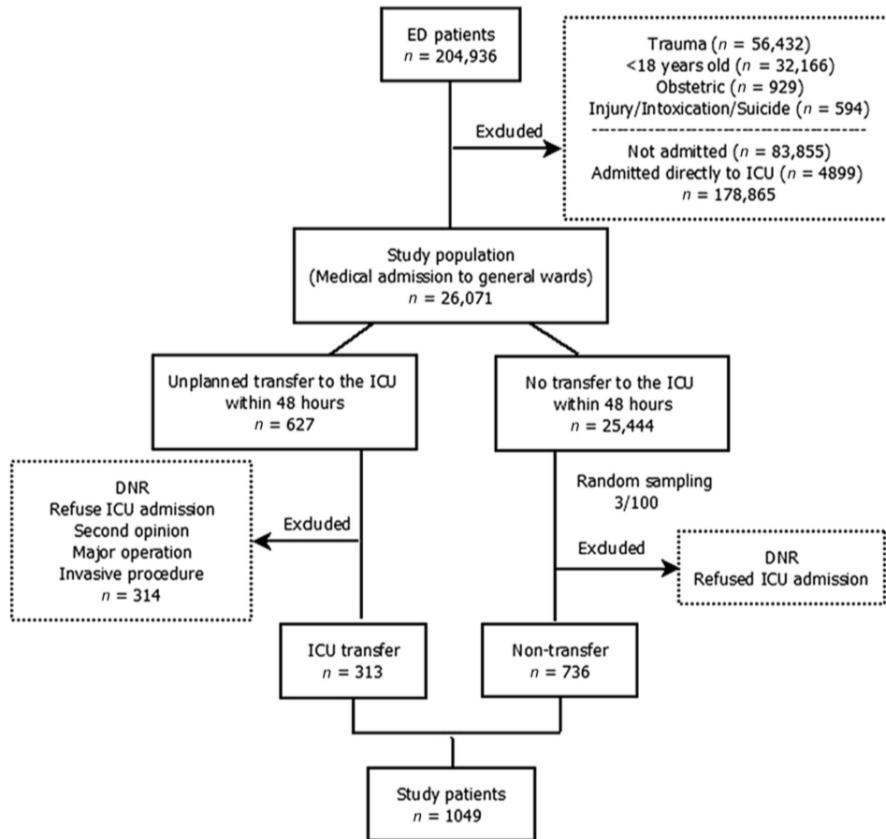 ED patients
n = 204,936
Trauma (n = 56,432)
<18 years old (n = 32,166)
Obstetric (n = 929)
Injury/Intoxication/Suicide (n = 594)
Not admitted (n = 83,855)
Admitted directly to ICU (n = 4899)
n = 178,865
Excluded
Study population
(Medical admission to general wards)
n = 26,071
Unplanned transfer to the ICU
within 48 hours
n = 627
No transfer to the ICU
within 48 hours
n = 25,444
DNR
Refuse ICU admission
Second opinion
Major operation
Invasive procedure
n = 314
Excluded
Random sampling
3/100
Excluded
DNR
Refused ICU admission
ICU transfer
n = 313
Non-transfer
n = 736
Study patients
n = 1049